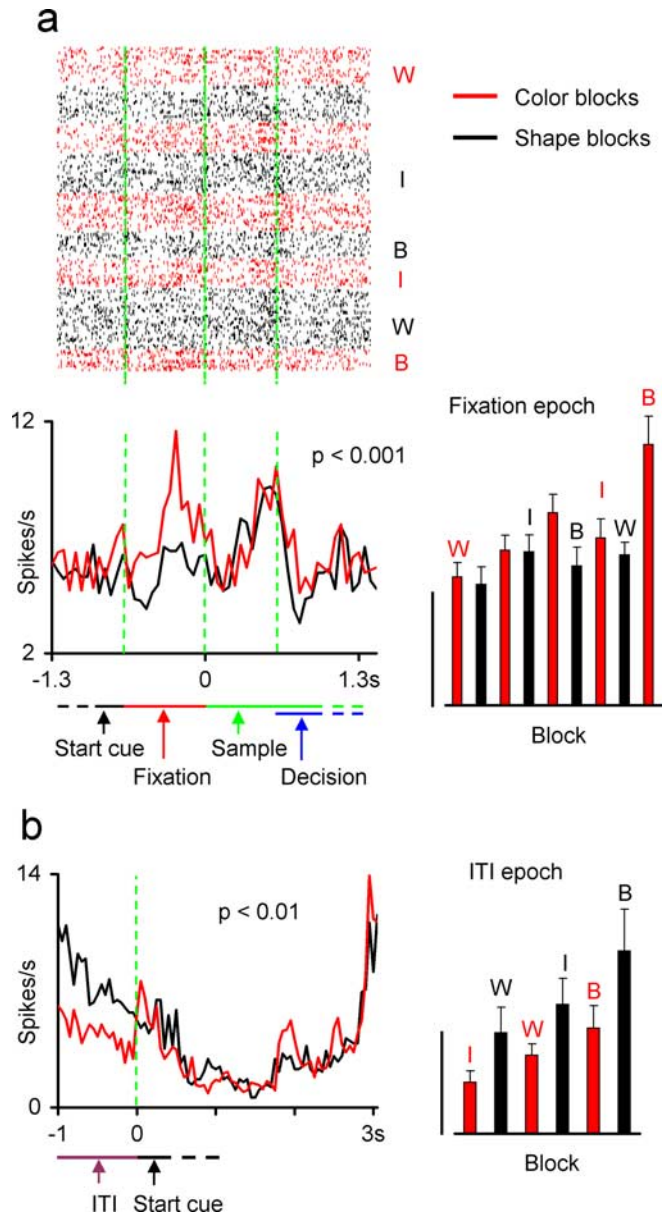 a
W
I
B
I
W
B
Color blocks
Shape blocks
12
Spikes/s
2
p < 0.001
-1.3
0
1.3s
Start cue
Sample
Fixation
Decision
Fixation epoch
W
I
B
I
W
B
Block
b
14
Spikes/s
0
p < 0.01
-1
0
3s
ITI
Start cue
ITI epoch
I
W
W
I
B
B
Block